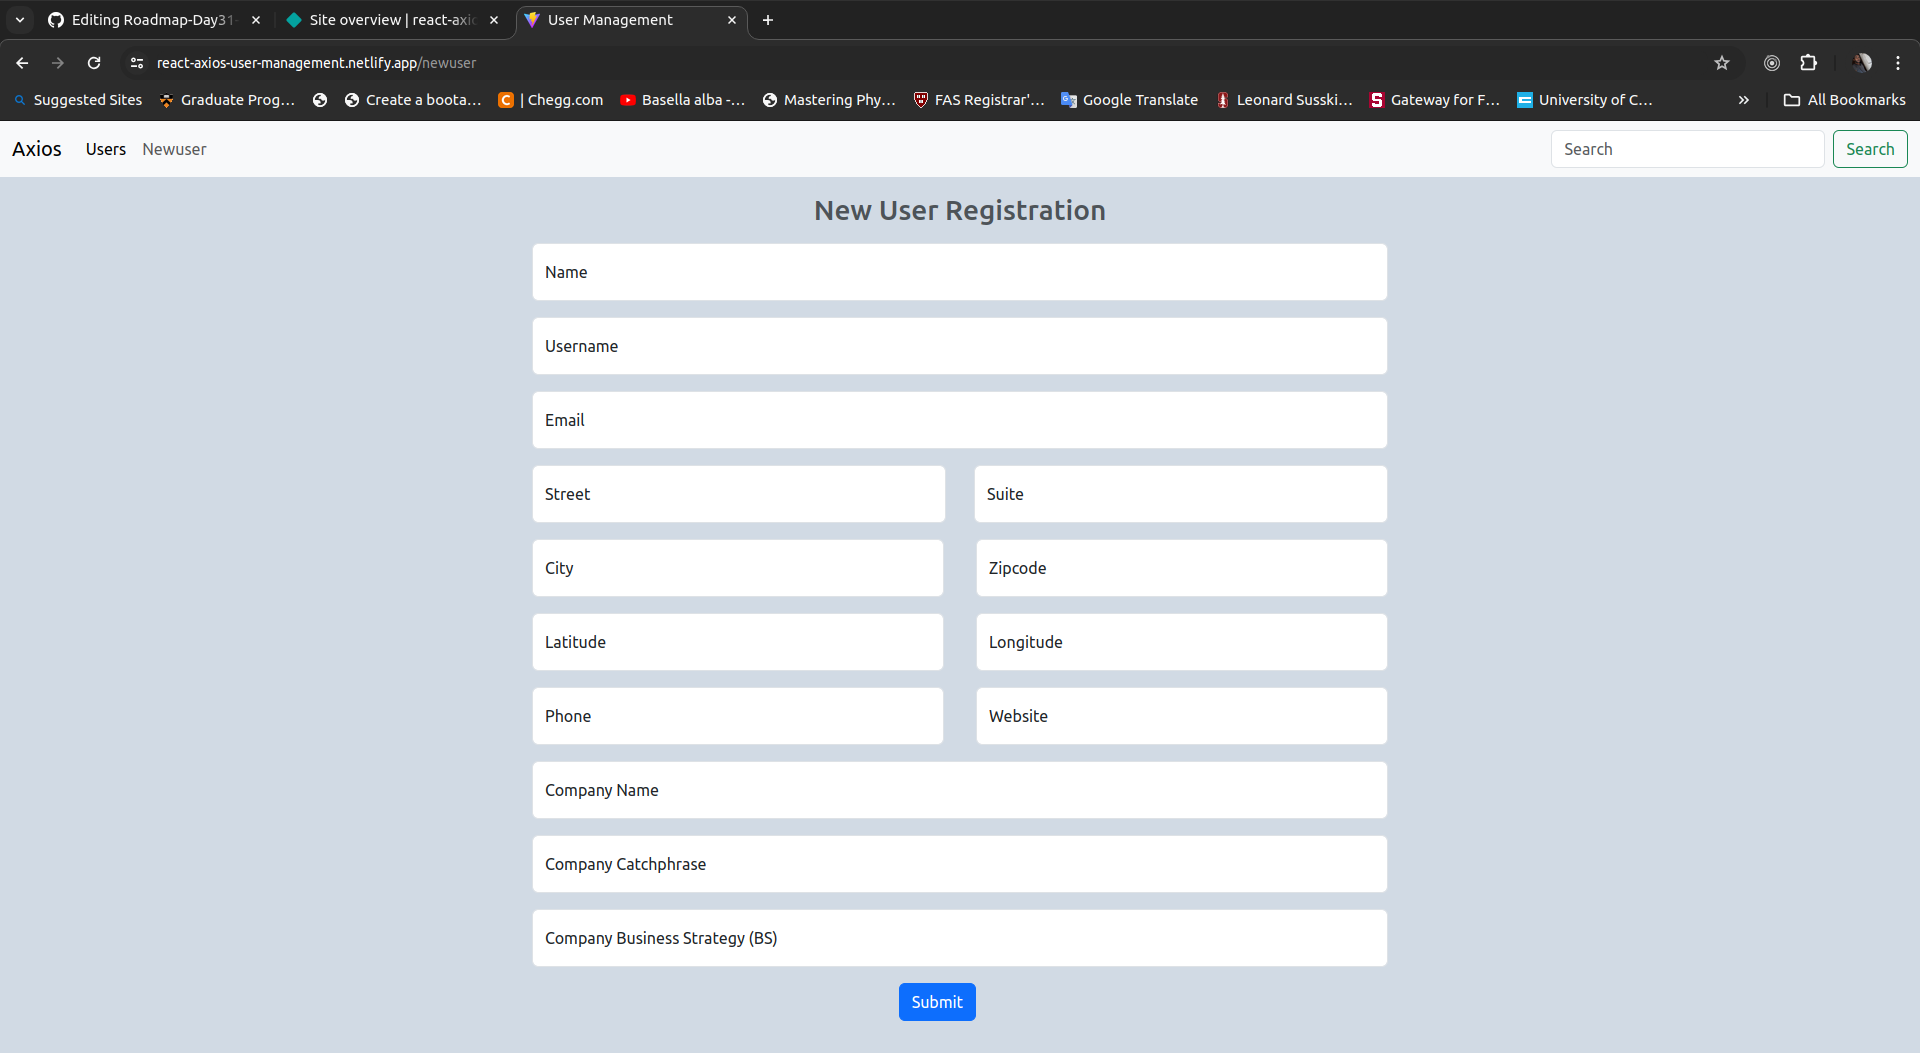 Editing Roadmap-Day31
Site overview | react-axio
User Management
react-axios-user-management.netlify.app/newuser
Suggested Sites
Graduate Prog...
Create a boota...
| Chegg.com
Basella alba -...
Mastering Phy...
FAS Registrar'...
Google Translate
Leonard Susski...
Gateway for F...
University of C...
All Bookmarks
Axios
Users
Newuser
Search
Search
New User Registration
Name
Username
Email
Street
Suite
City
Zipcode
Latitude
Longitude
Phone
Website
Company Name
Company Catchphrase
Company Business Strategy (BS)
Submit